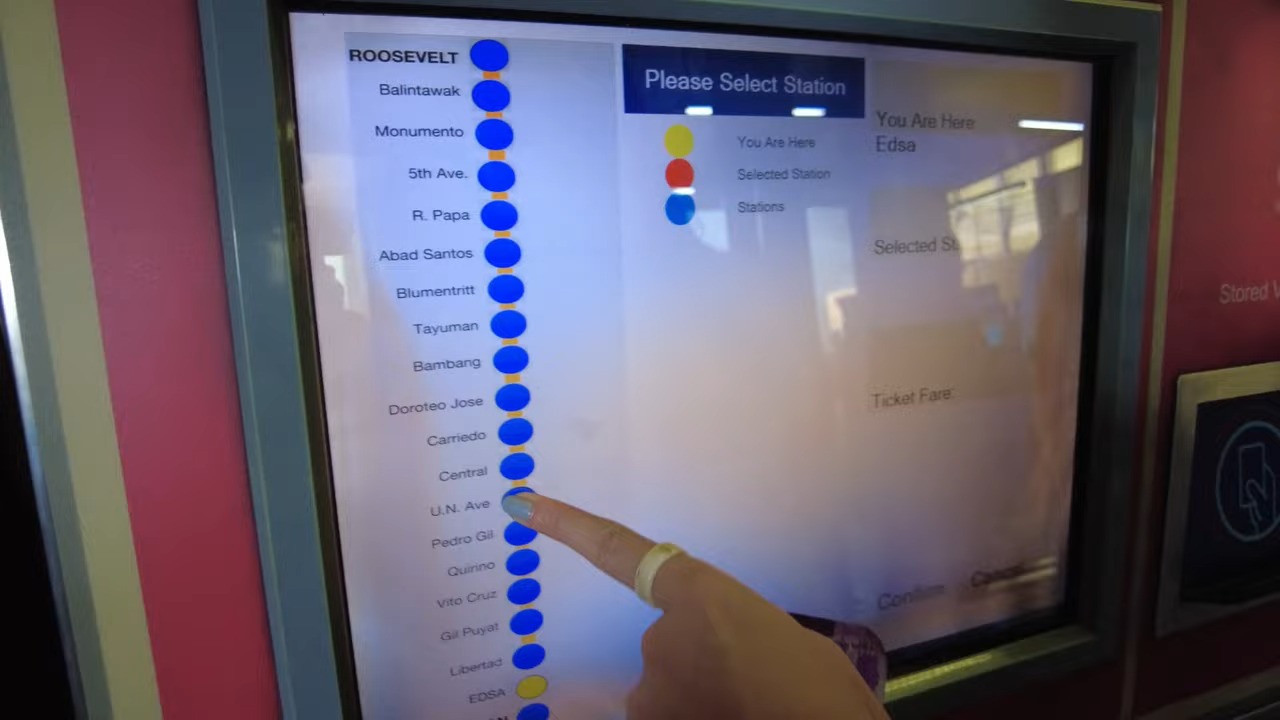 ROOSEVELT
Balintawak
Monumento
5th Ave.
R. Papa
Abad Santos
Blumentritt
Tayuman
Bambang
Doroteo Jose
Carriedo
Central
U.N. Ave
Pedro Gil
Quirino
Vito Cruz
Gil Puyat
Libertad
EDSA
Please Select Station
You Are Here
Selected Station
Stations
You Are Here
Edsa
Selected
Ticket Fare:
Confirm
Cancel
Stored